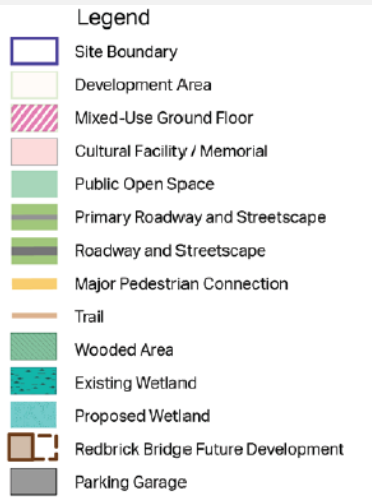 Legend
Site Boundary
Development Area
Mixed-Use Ground Floor
Cultural Facility / Memorial
Public Open Space
Primary Roadway and Streetscape
Roadway and Streetscape
Major Pedestrian Connection
Trail
Wooded Area
Existing Wetland
Proposed Wetland
Redbrick Bridge Future Development
Parking Garage